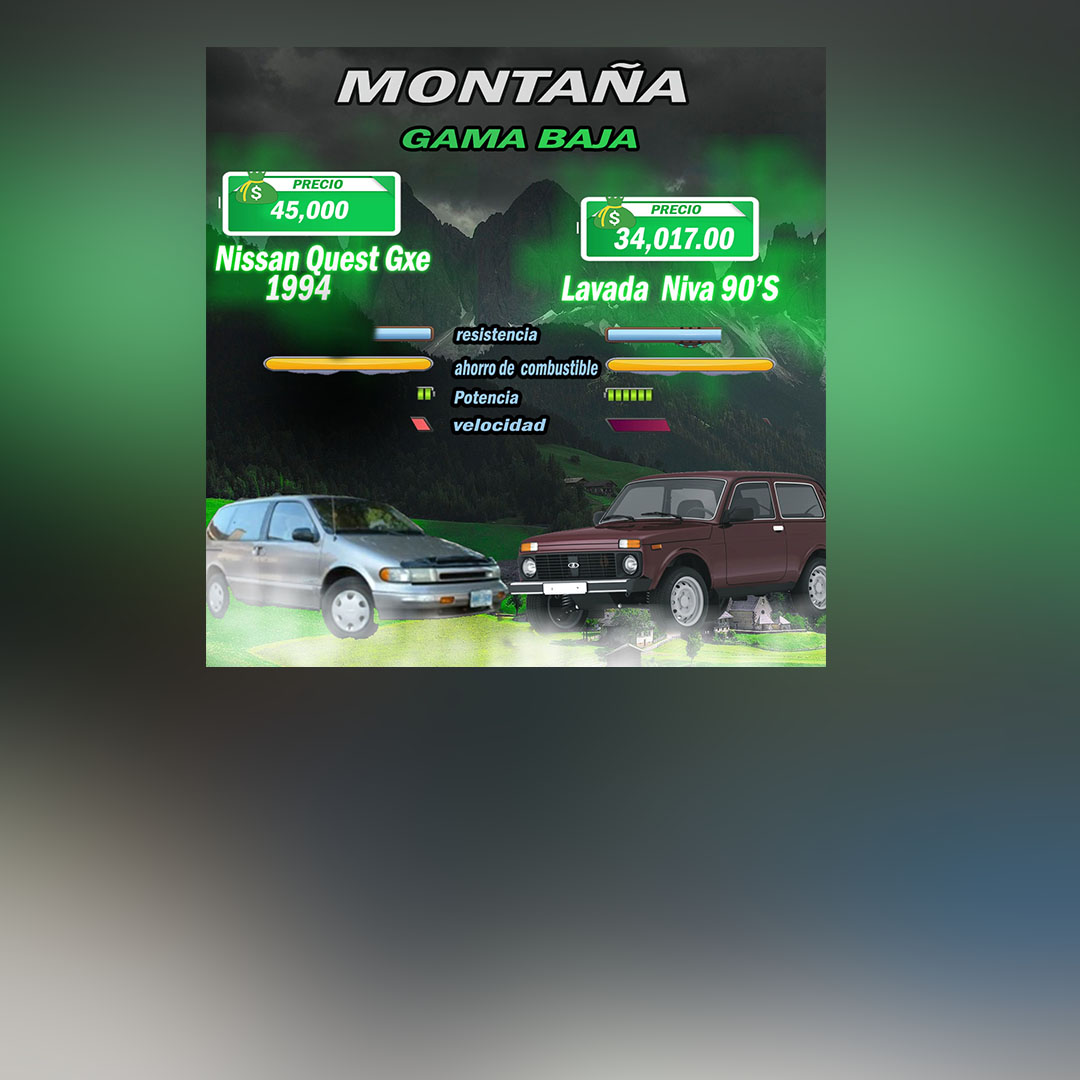 MONTAÑA
GAMA BAJA
PRECIO
45,000
Nissan Quest Gxe
1994
PRECIO
34,017.00
Lavada Niva 90'S
resistencia
ahorro de combustible
Potencia
velocidad